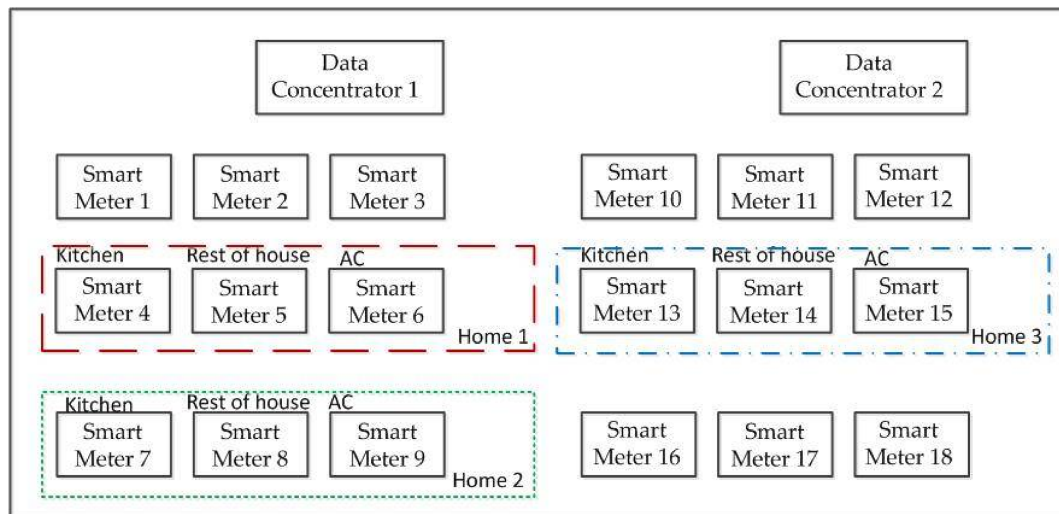 Data
Concentrator 1
Data
Concentrator 2
Smart
Meter 1
Smart
Meter 2
Smart
Meter 3
Smart
Meter 10
Smart
Meter 11
Smart
Meter 12
Kitchen
Smart
Meter 4
Rest of house
Smart
Meter 5
AC
Smart
Meter 6
Home 1
Kitchen
Smart
Meter 13
Rest of house
Smart
Meter 14
AC
Smart
Meter 15
Home 3
Kitchen
Smart
Meter 7
Rest of house
Smart
Meter 8
AC
Smart
Meter 9
Home 2
Smart
Meter 16
Smart
Meter 17
Smart
Meter 18